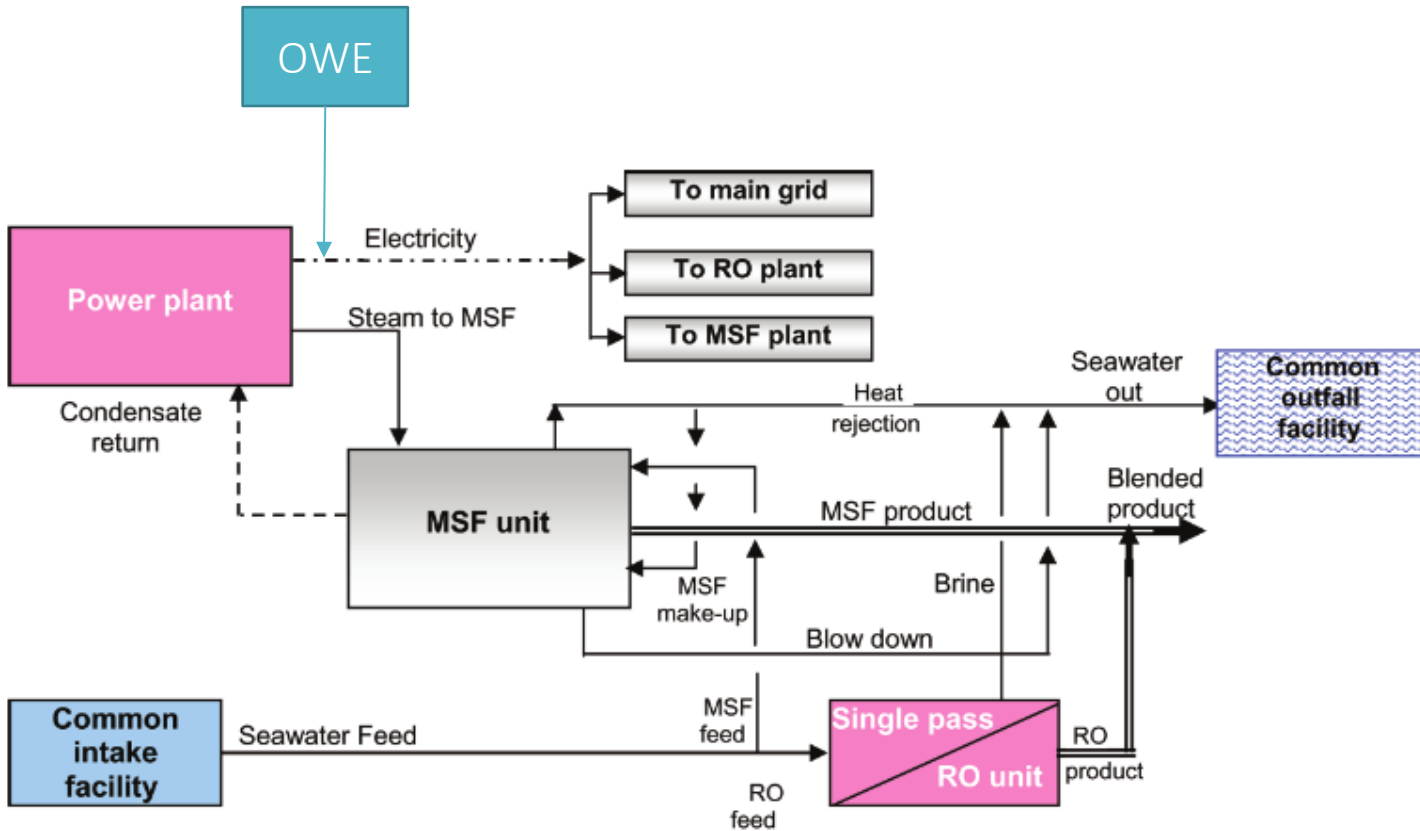 OWE
To main grid
Electricity
To RO plant
Power plant
Steam to MSF
To MSF plant
Seawater
out
Common
outfall
facility
Condensate
return
Heat
rejection
Blended
product
MSF unit
MSF product
MSF
make-up
Brine
Blow down
Common
intake
facility
Seawater Feed
MSF
feed
Single pass
RO unit
RO
product
RO
feed